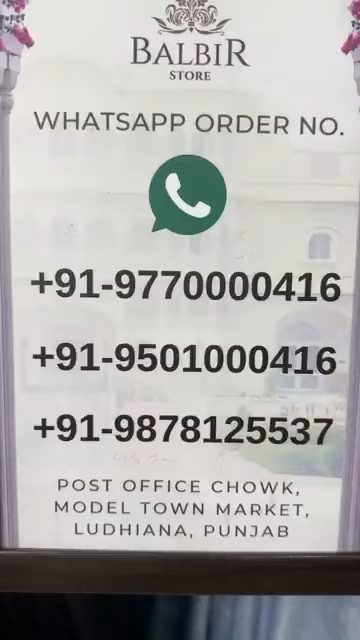 BALBIR
STORE
WHATSAPP ORDER NO.
+91-9770000416
+91-9501000416
+91-9878125537
POST OFFICE CHOWK,
MODEL TOWN MARKET,
LUDHIANA, PUNJAB